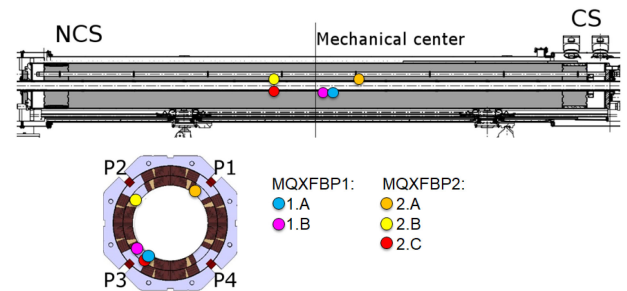 NCS
Mechanical center
CS
P2
P1
P3
P4
MQXFBP1:
1.A
1.B
MQXFBP2:
2.A
2.B
2.C